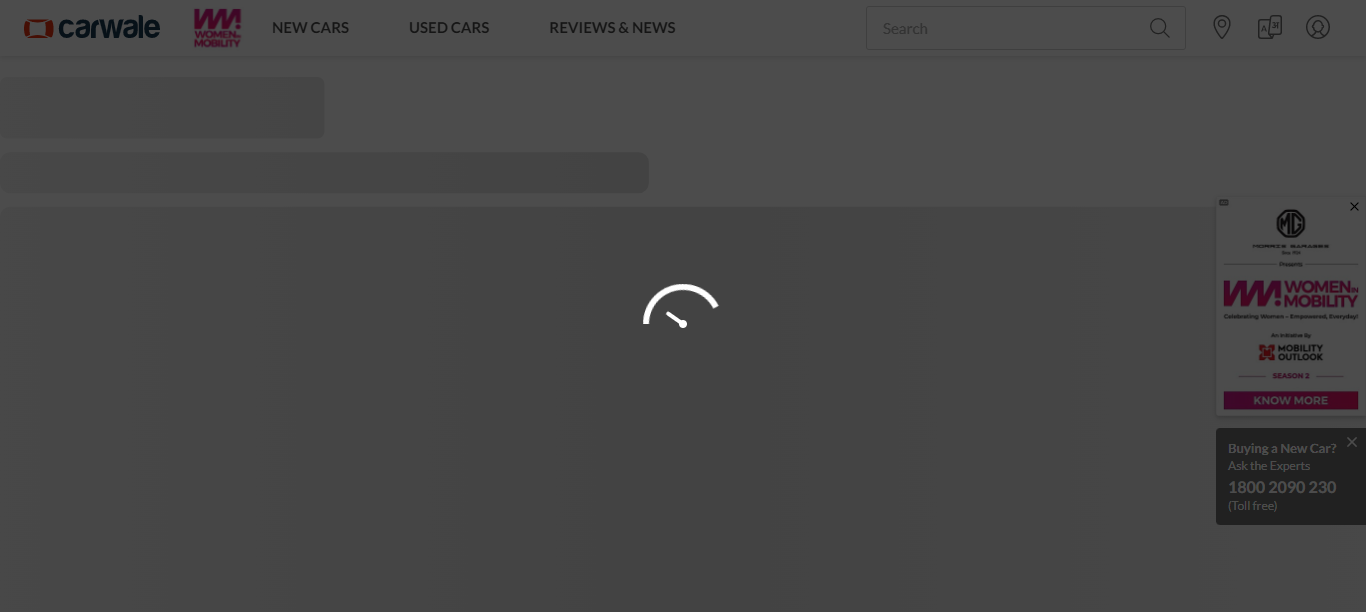 carwale
WOMEN IN
MOBILITY
NEW CARS
USED CARS
REVIEWS & NEWS
Search
MG
MORRIS GARAGES
Presents
WOMEN IN
MOBILITY
Celebrating Women – Empowered, Everyday!
An Initiative By
MOBILITY
OUTLOOK
SEASON 2
KNOW MORE
Buying a New Car?
Ask the Experts
1800 2090 230
(Toll free)